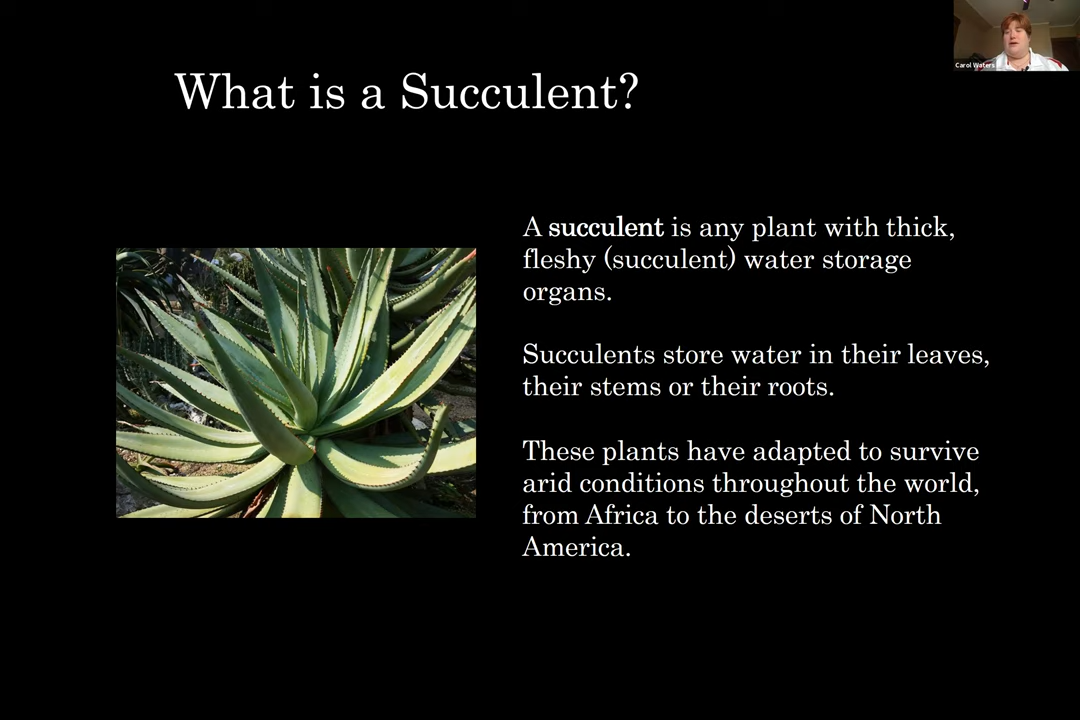 Carol Waters
What is a Succulent?
A succulent is any plant with thick,
fleshy (succulent) water storage
organs.
Succulents store water in their leaves,
their stems or their roots.
These plants have adapted to survive
arid conditions throughout the world,
from Africa to the deserts of North
America.